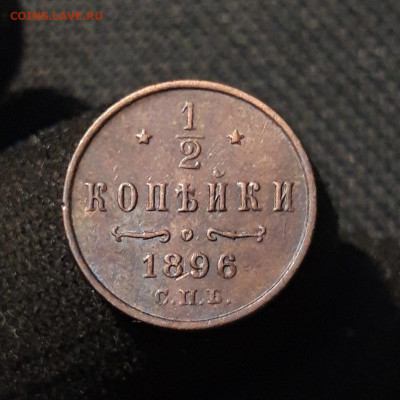 COINS.LAVE.RU
1/2
КОПѢЙКИ
1896
С.П.Б.